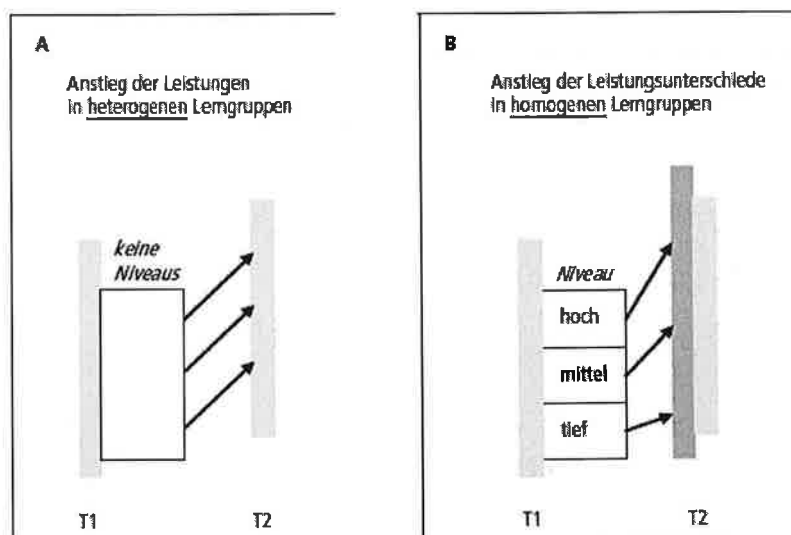 A
Anstieg der Leistungen
in heterogenen Lerngruppen
keine
Niveaus
T1
T2
B
Anstieg der Leistungsunterschiede
in homogenen Lerngruppen
Niveau
hoch
mittel
tief
T1
T2